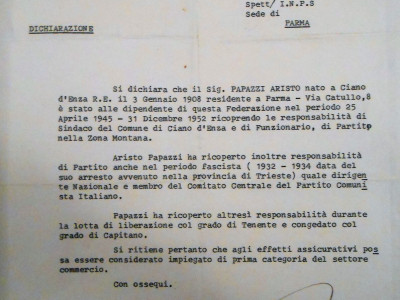 Spett/ I.N.P.S
Sede di
PARMA
DICHIARAZIONE
Si dichara che il Sig. PAPAZZI ARISTO nato a Ciano
d'Enza R.E. il 3 Gennaio 1908 residente a Parma - Via Catullo,8
è stato alle dipendente di questa Federazione nel periodo 25
Aprile 1945 - 31 Dicembre 1952 ricoprendo le responsabilità di
Sindaco del Comune di Ciano d'Enza e di Funzionario, di Partito
nella Zona Montana.
Aristo Papazzi ha ricoperto inoltre responsabilità
di Partito anche nel periodo fascista ( 1932 - 1934 data del
suo arresto avvenuto nella provincia di Trieste) quale dirigen
te Nazionale e membro del Comitato Centrale del Partito Comuni
sta Italiano.
Papazzi ha ricoperto altresì responsabilità durante
la lotta di liberazione col grado di Tenente e congedato col
grado di Capitano.
Si ritiene pertanto che agli effetti assicurativi pos
sa essere considerato impiegato di prima categoria del settore
commercio.
Con ossequi.